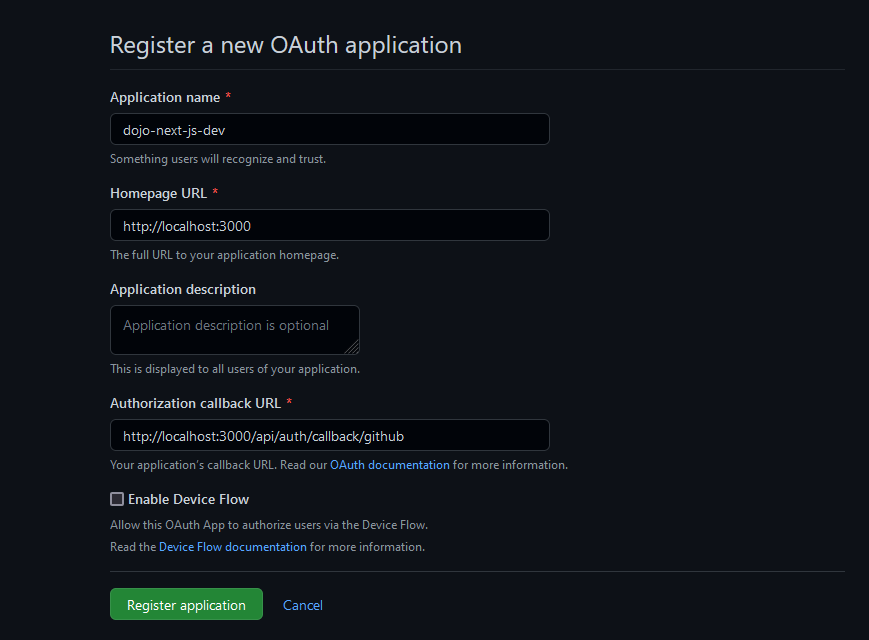 Register a new OAuth application
Application name *
dojo-next-js-dev
Something users will recognize and trust.
Homepage URL *
http://localhost:3000
The full URL to your application homepage.
Application description
Application description is optional
This is displayed to all users of your application.
Authorization callback URL *
http://localhost:3000/api/auth/callback/github
Your application's callback URL. Read our OAuth documentation for more information.
Enable Device Flow
Allow this OAuth App to authorize users via the Device Flow.
Read the Device Flow documentation for more information.
Register application Cancel